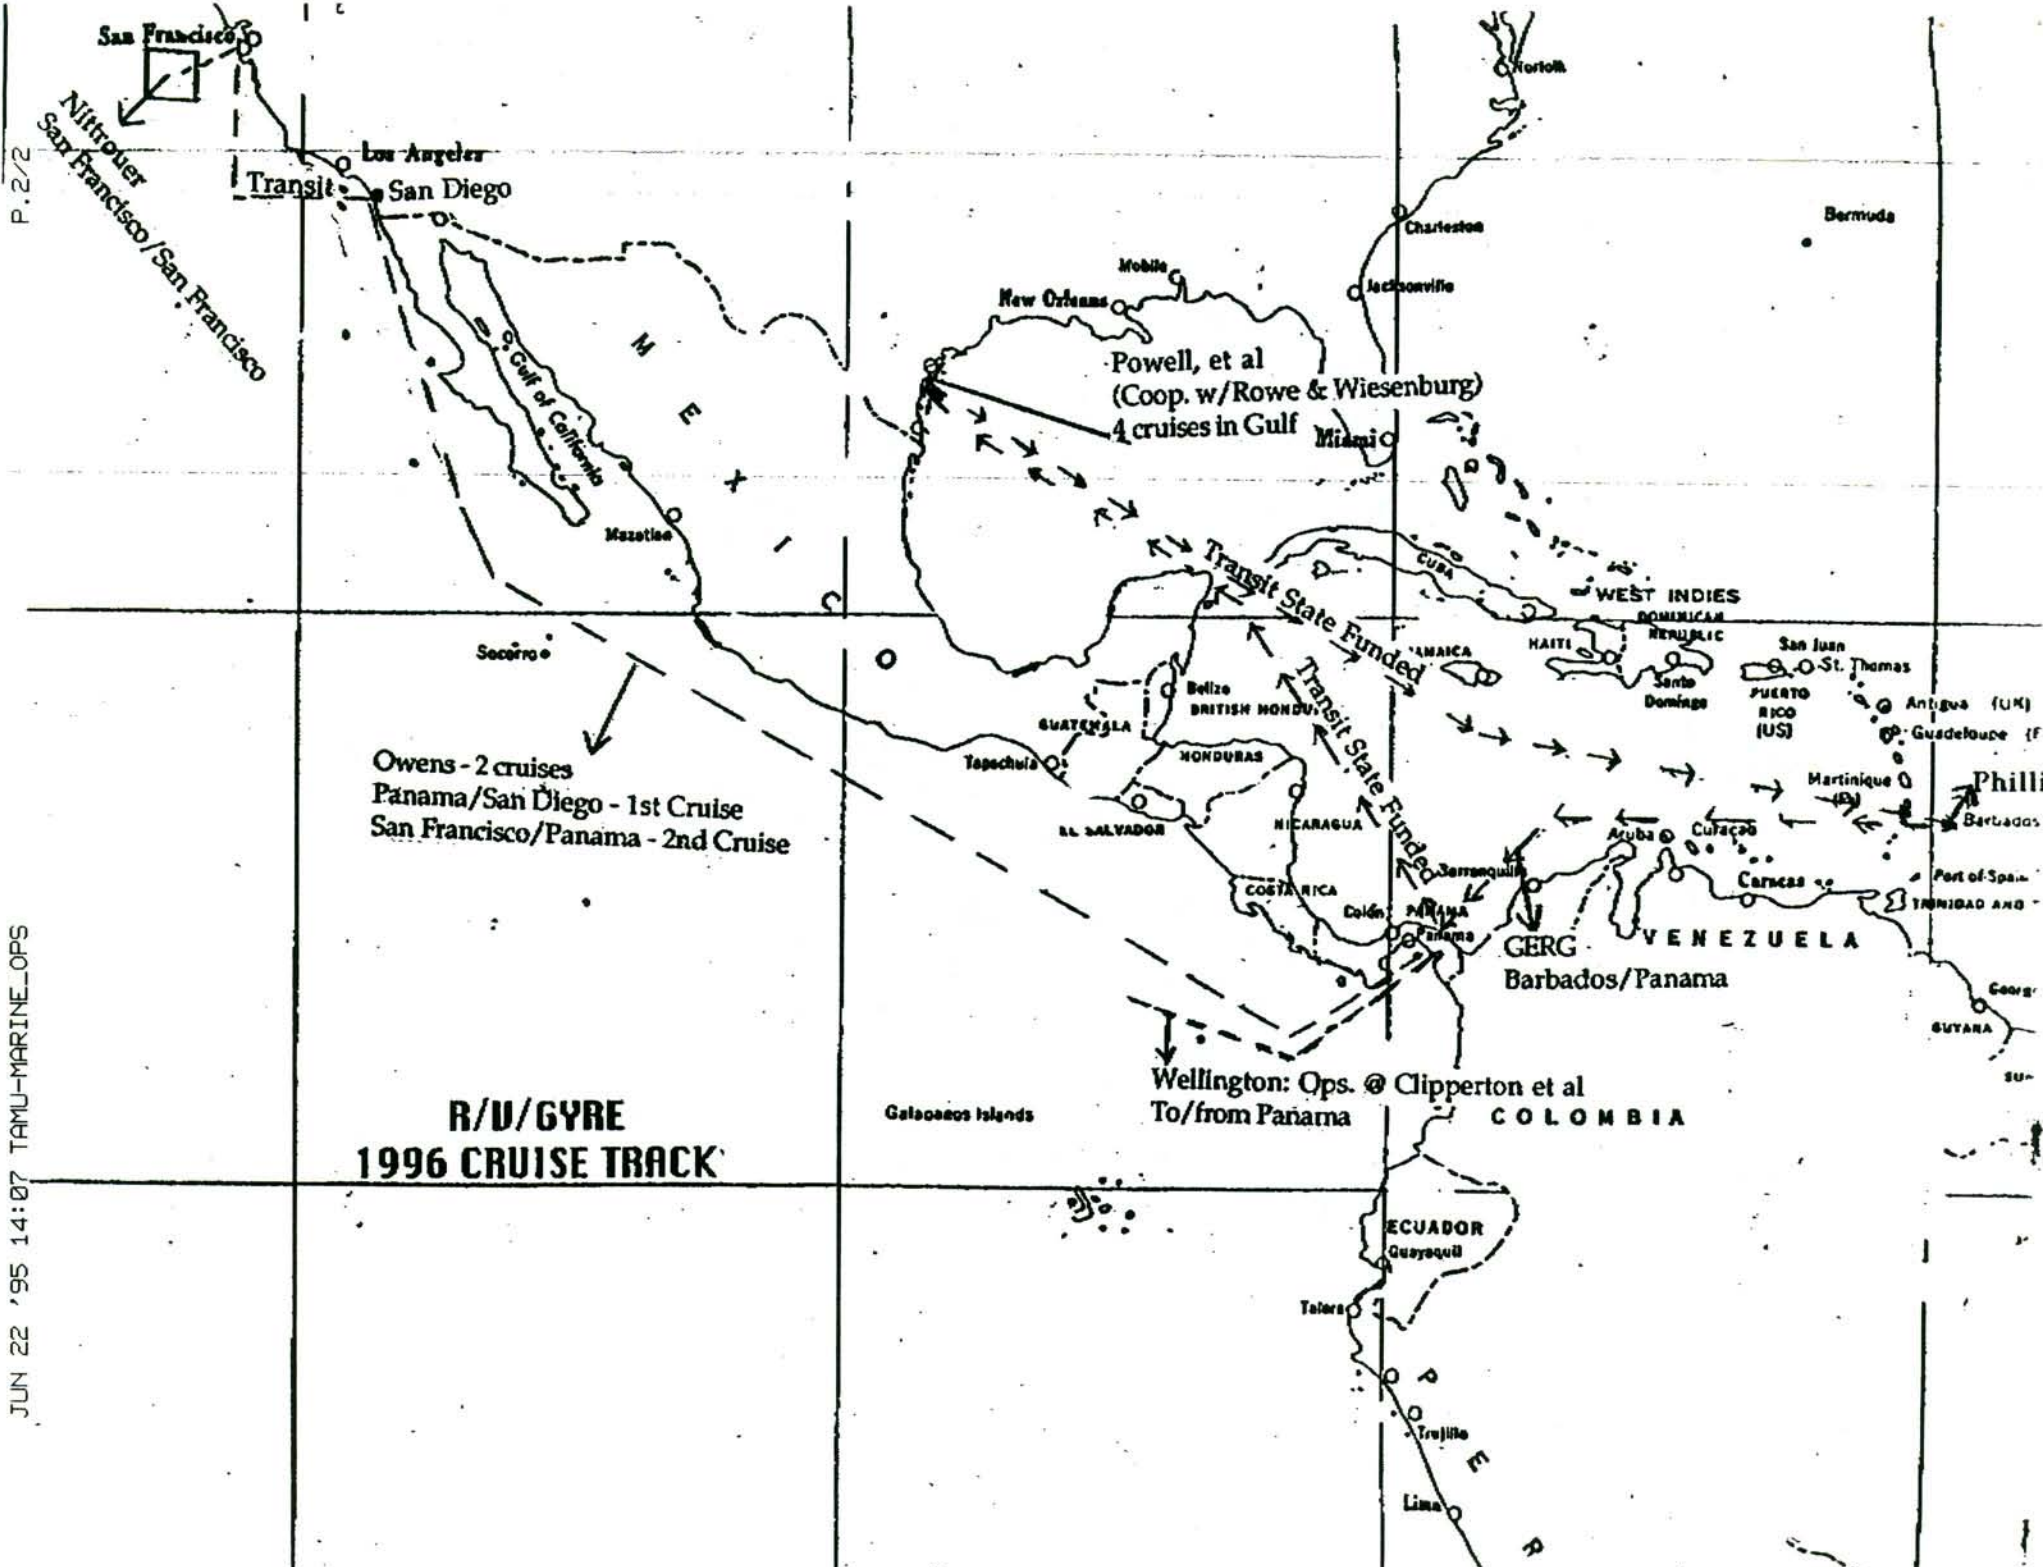 San Francisco
Nittrouer
San Francisco/San Francisco
P.2/2
Los Angeles
Transit
San Diego
Norfolk
Charleston
Bermuda
Mobile
New Orleans
Jacksonville
Powell, et al
(Coop. w/Rowe & Wiesenburg)
4 cruises in Gulf
Miami
M E X I C O
Gulf of California
Mazatlan
Socorro
Transit State Funded
CUBA
WEST INDIES
DOMINICAN
REPUBLIC
HAITI
JAMAICA
Santo
Domingo
San Juan
St. Thomas
PUERTO
RICO
(US)
Antigua (UK)
Guadeloupe (F
Martinique
Philli
Barbados
Transit State Funded
Belize
BRITISH HONDU
GUATEMALA
HONDURAS
Tapachula
EL SALVADOR
NICARAGUA
COSTA RICA
Owens - 2 cruises
Panama/San Diego - 1st Cruise
San Francisco/Panama - 2nd Cruise
Aruba
Curaçao
Barranquilla
Caracas
Port of Spain
TRINIDAD AND
Colón
PANAMA
Panama
GERG
Barbados/Panama
VENEZUELA
Georg
GUYANA
SU
Wellington: Ops. @ Clipperton et al
To/from Panama
COLOMBIA
R/V/GYRE
1996 CRUISE TRACK
Galapagos Islands
ECUADOR
Guayaquil
Talara
P E R
Trujillo
Lima
JUN 22 '95 14:07 TAMU-MARINE_OPS